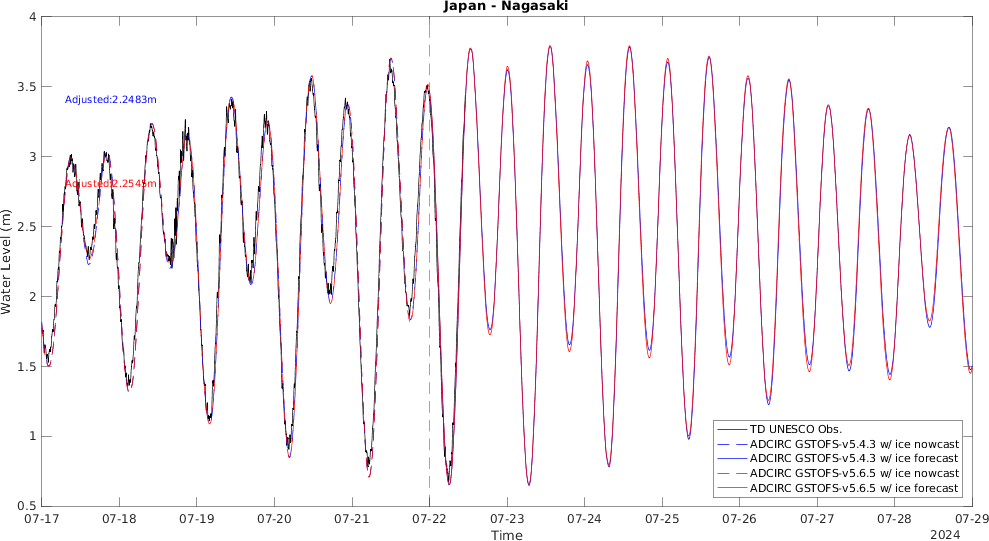 Japan - Nagasaki
4
3.5
3
2.5
2
1.5
1
0.5
Water Level (m)
Adjusted:2.2483m
Adjusted:2.2545m
TD UNESCO Obs.
ADCIRC GSTOFS-v5.4.3 w/ ice nowcast
ADCIRC GSTOFS-v5.4.3 w/ ice forecast
ADCIRC GSTOFS-v5.6.5 w/ ice nowcast
ADCIRC GSTOFS-v5.6.5 w/ ice forecast
07-17 07-18 07-19 07-20 07-21 07-22 07-23 07-24 07-25 07-26 07-27 07-28 07-29
Time
2024